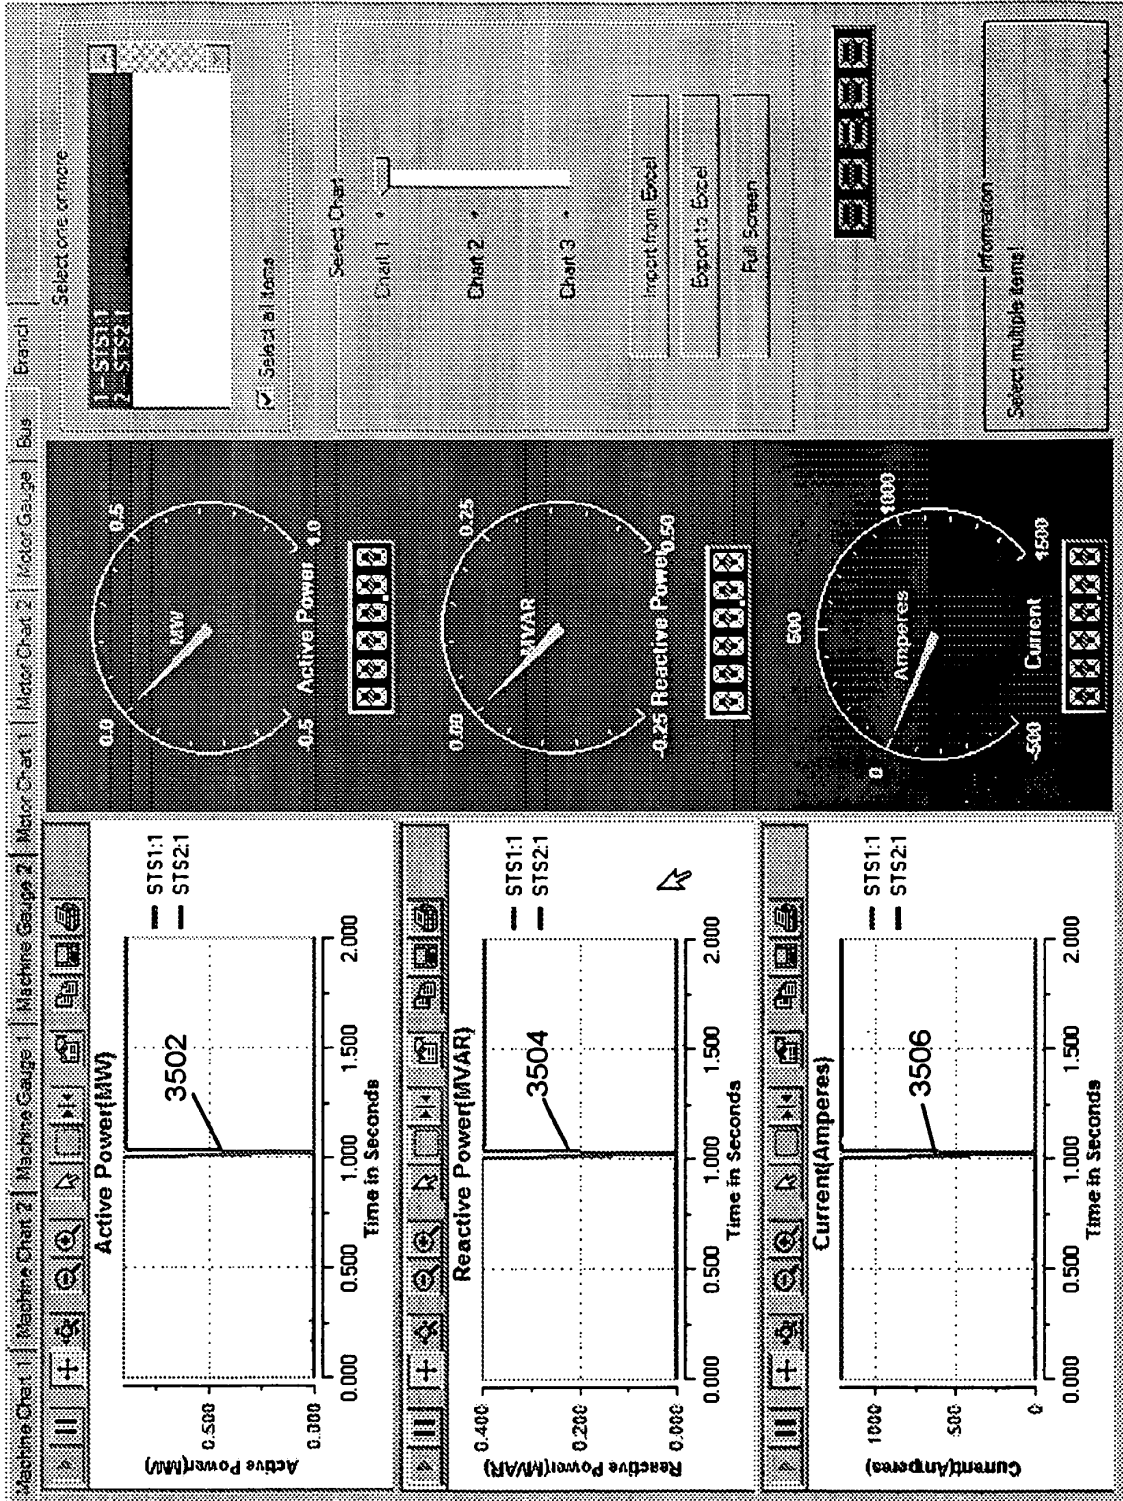 Machine Chart 1 | Machine Chart 2 | Machine Gauge 1 | Machine Gauge 2 | Motor Chart 1 | Motor Chart 2 | Motor Gauge | Bus | Branch
Active Power(MW)
Active Power(MW)
0.500
0.000
3502
STS1:1
STS2:1
0.000 0.500 1.000 1.500 2.000
Time in Seconds
Reactive Power(MVAR)
Reactive Power(MVAR)
0.400
0.200
0.000
3504
STS1:1
STS2:1
0.000 0.500 1.000 1.500 2.000
Time in Seconds
Current(Amperes)
Current(Amperes)
1000
500
0
3506
STS1:1
STS2:1
0.000 0.500 1.000 1.500 2.000
Time in Seconds
0.0
0.5
MW
-0.5
1.0
Active Power
0.00
0.25
MVAR
-0.25 Reactive Power 0.50
0
500
1000
Amperes
-500
1500
Current
Select one or more
1--STS1:1
2--STS2:1
Select all items
Select Chart
Chart 1
Chart 2
Chart 3
Import from Excel
Export to Excel
Full Screen
Information
Select multiple items!